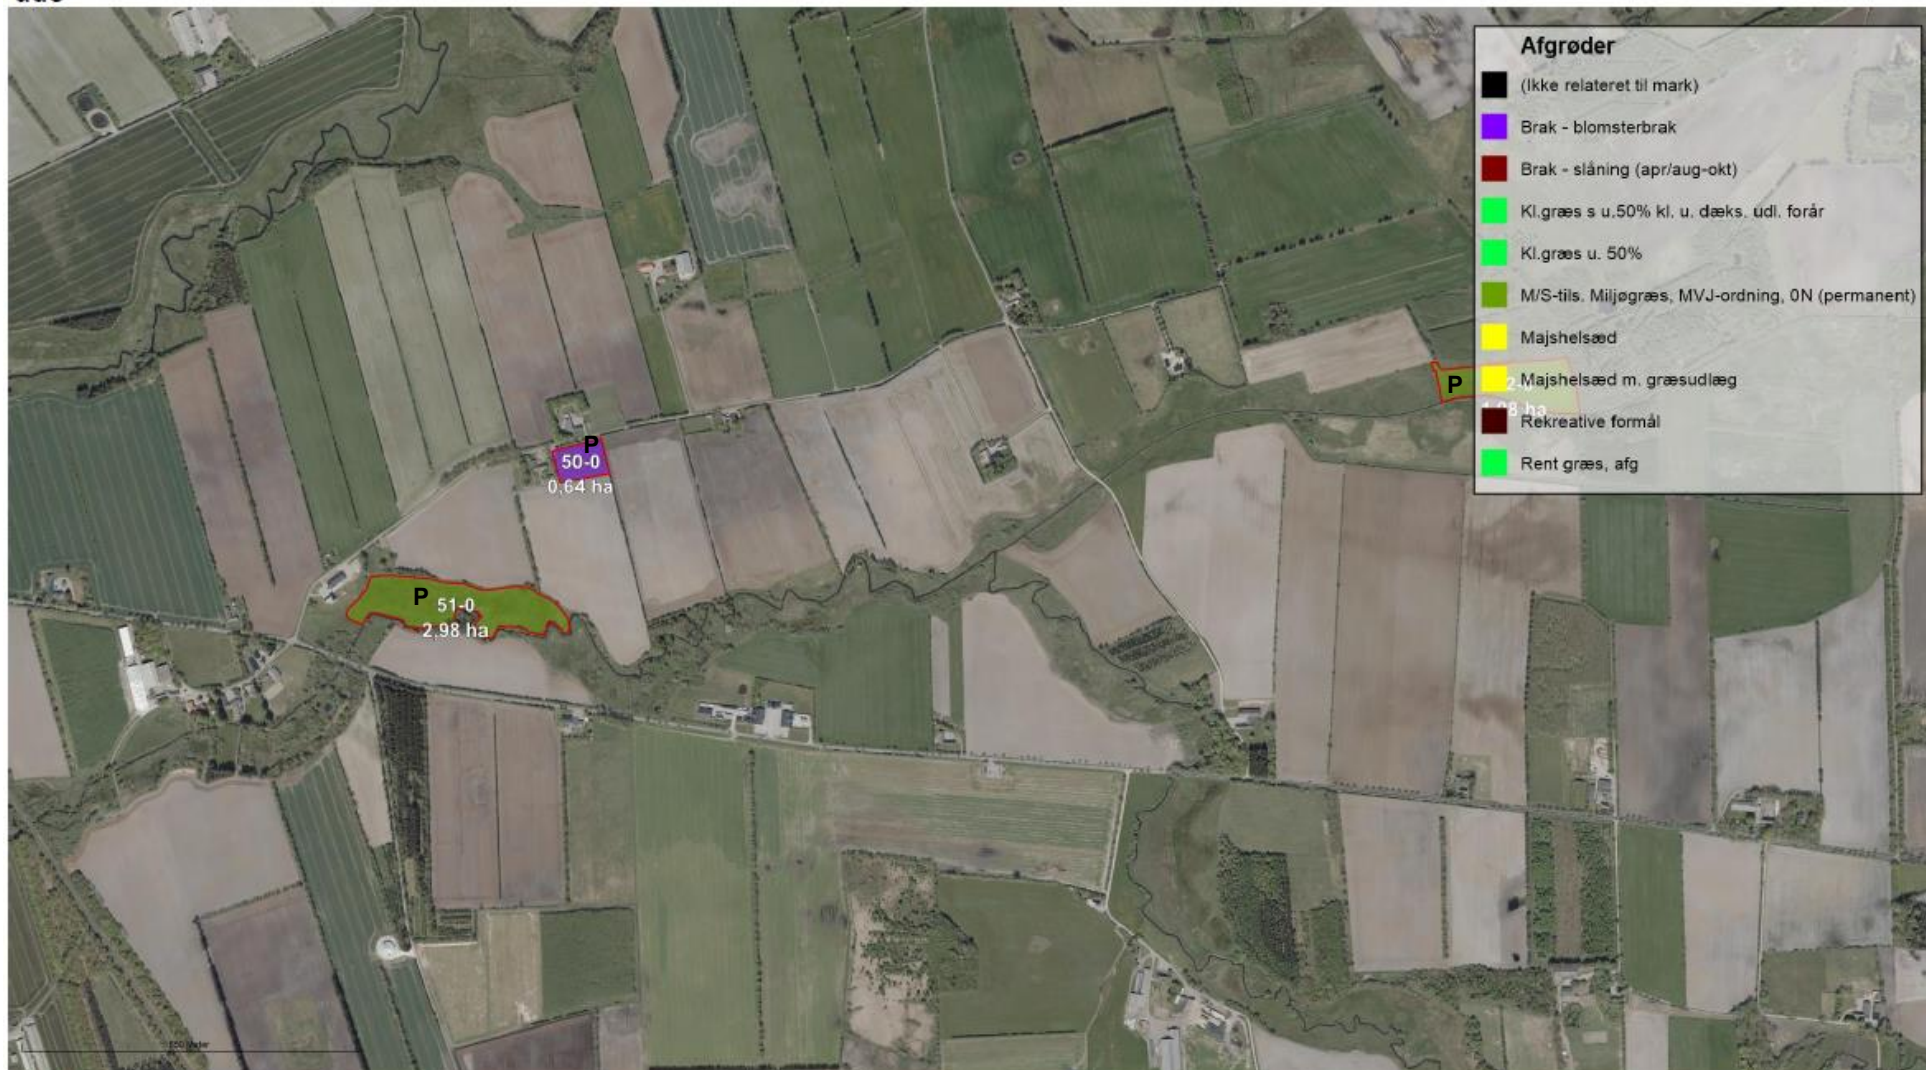 Afgrøder
(Ikke relateret til mark)
Brak - blomsterbrak
Brak - slåning (apr/aug-okt)
Kl.græs s u.50% kl. u. dæks. udl. forår
Kl.græs u. 50%
M/S-tils. Miljøgræs, MVJ-ordning, 0N (permanent)
Majshelsæd
P
Majshelsæd m. græsudlæg
Rekreative formål
Rent græs, afg
P
50-0
0,64 ha
P
51-0
2,98 ha